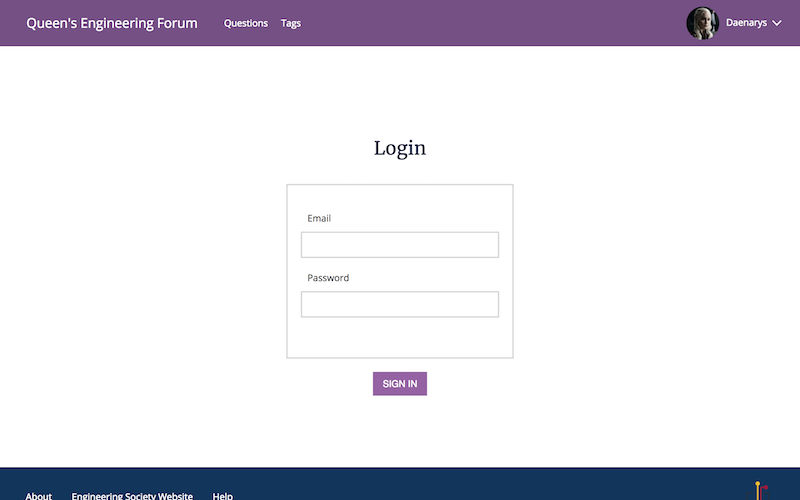 Queen's Engineering Forum Questions Tags Daenarys
Login
Email
Password
SIGN IN
About Engineering Society Website Help